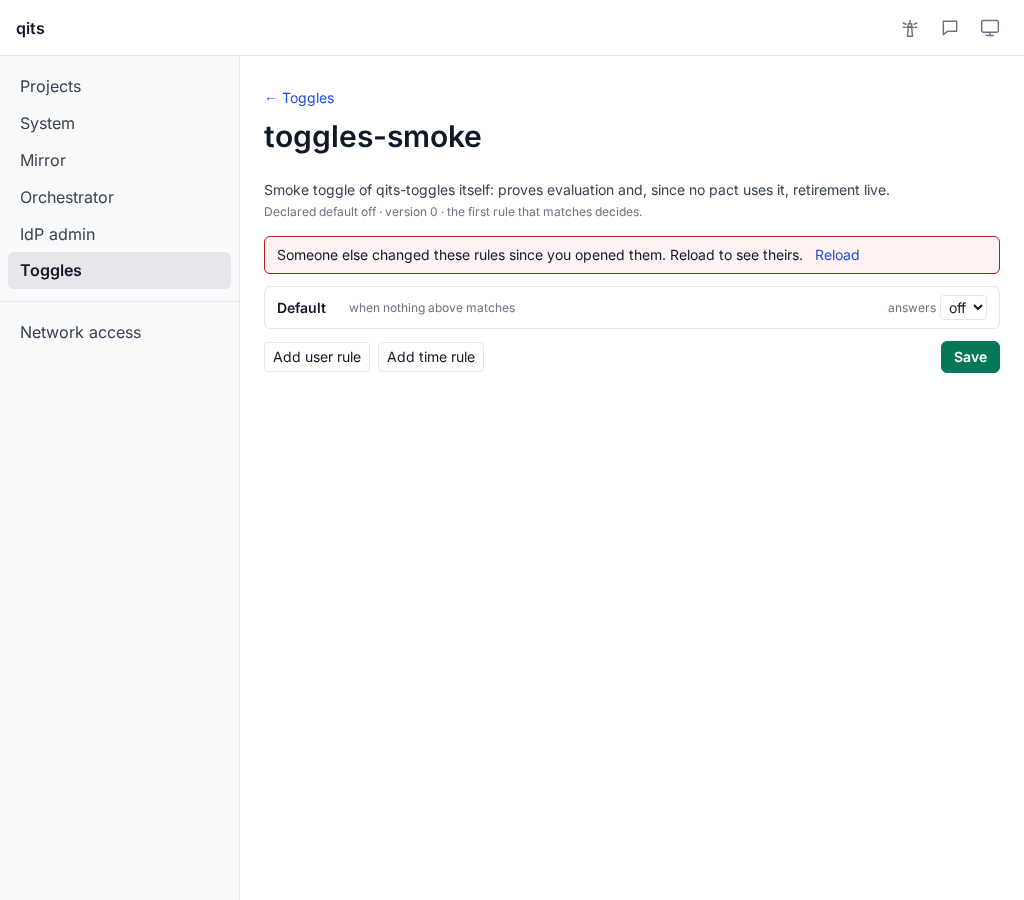 qits
Projects
System
Mirror
Orchestrator
IdP admin
Toggles
Network access
← Toggles
toggles-smoke
Smoke toggle of qits-toggles itself: proves evaluation and, since no pact uses it, retirement live.
Declared default off · version 0 · the first rule that matches decides.
Someone else changed these rules since you opened them. Reload to see theirs. Reload
Default when nothing above matches answers off
Add user rule Add time rule Save